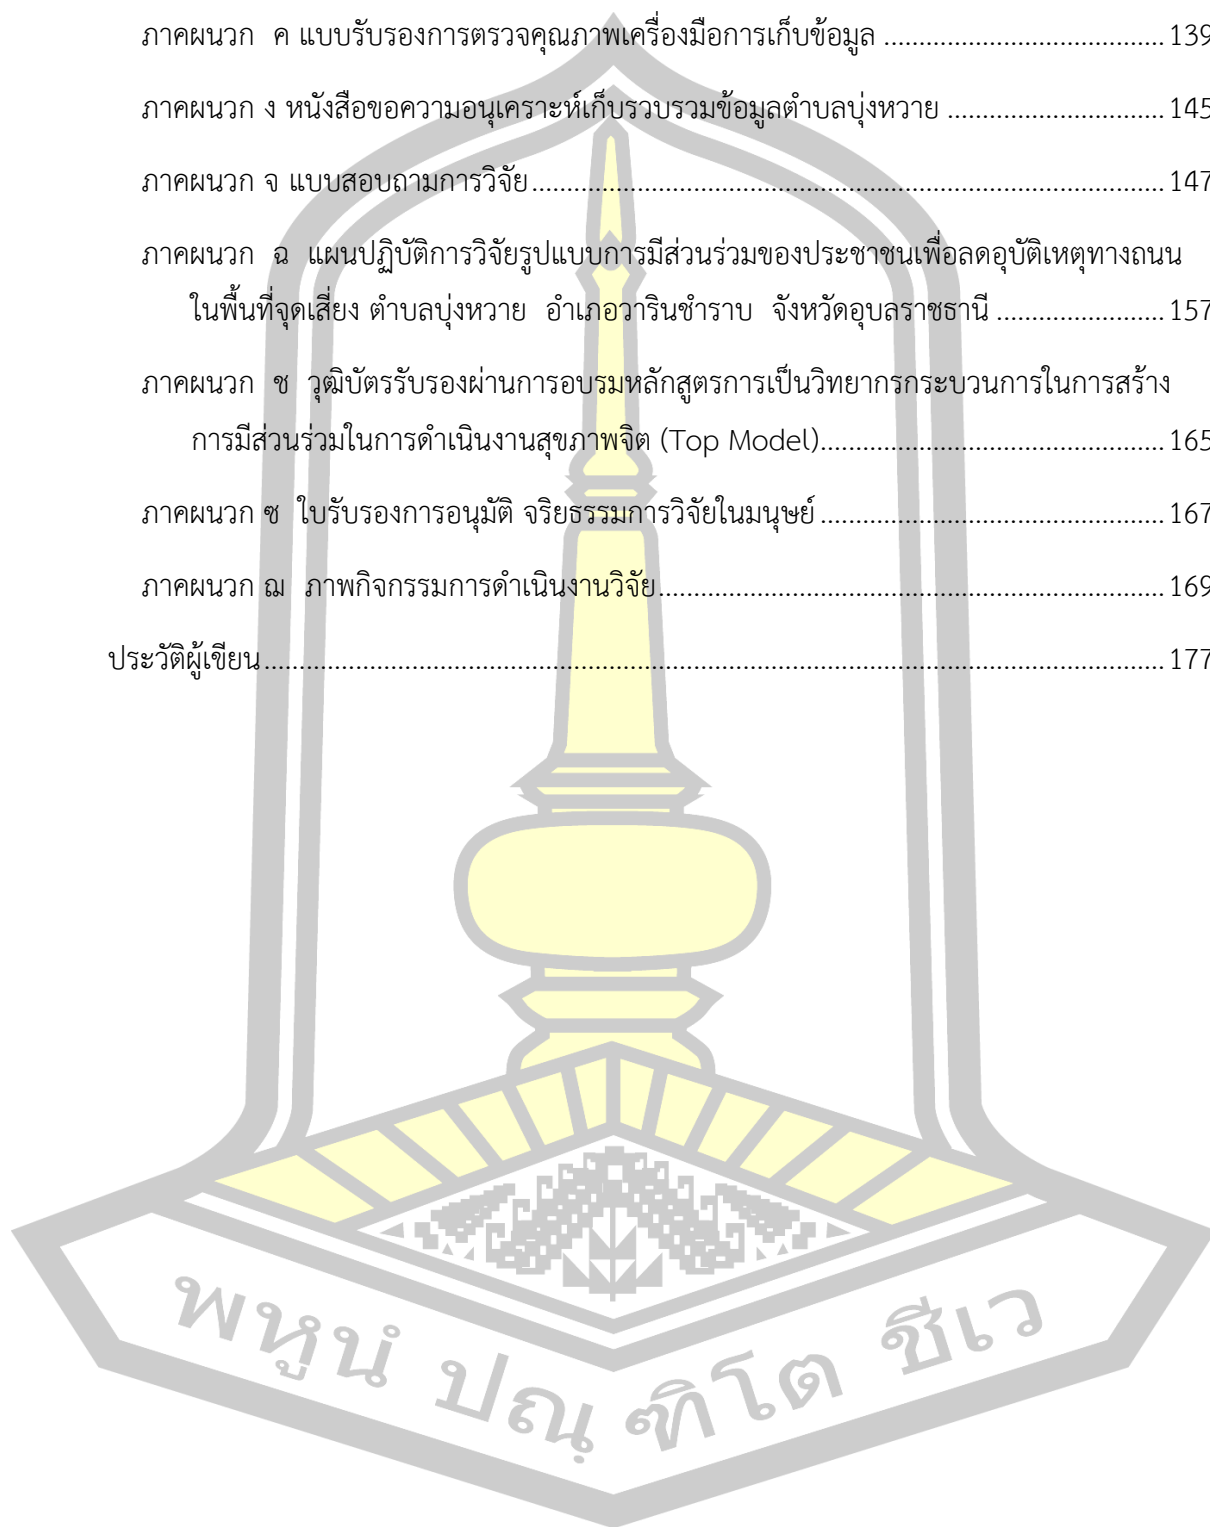 ภาคผนวก  ค แบบรับรองการตรวจคุณภาพเครื่องมือการเก็บข้อมูล ........................................ 139
ภาคผนวก ง หนังสือขอความอนุเคราะห์เก็บรวบรวมข้อมูลตำบลบุ่งหวาย ............................... 145
ภาคผนวก จ แบบสอบถามการวิจัย ........................................................................................... 147
ภาคผนวก  ฉ  แผนปฏิบัติการวิจัยรูปแบบการมีส่วนร่วมของประชาชนเพื่อลดอุบัติเหตุทางถนน
ในพื้นที่จุดเสี่ยง ตำบลบุ่งหวาย  อำเภอวารินชำราบ  จังหวัดอุบลราชธานี ........................ 157
ภาคผนวก  ช  วุฒิบัตรรับรองผ่านการอบรมหลักสูตรการเป็นวิทยากรกระบวนการในการสร้าง
การมีส่วนร่วมในการดำเนินงานสุขภาพจิต (Top Model) ................................................. 165
ภาคผนวก ซ  ใบรับรองการอนุมัติ จริยธรรมการวิจัยในมนุษย์ ................................................. 167
ภาคผนวก ฌ  ภาพกิจกรรมการดำเนินงานวิจัย ........................................................................ 169
ประวัติผู้เขียน ................................................................................................................................. 177
พหูนํ ปณฺ ฑิโต ชีเว